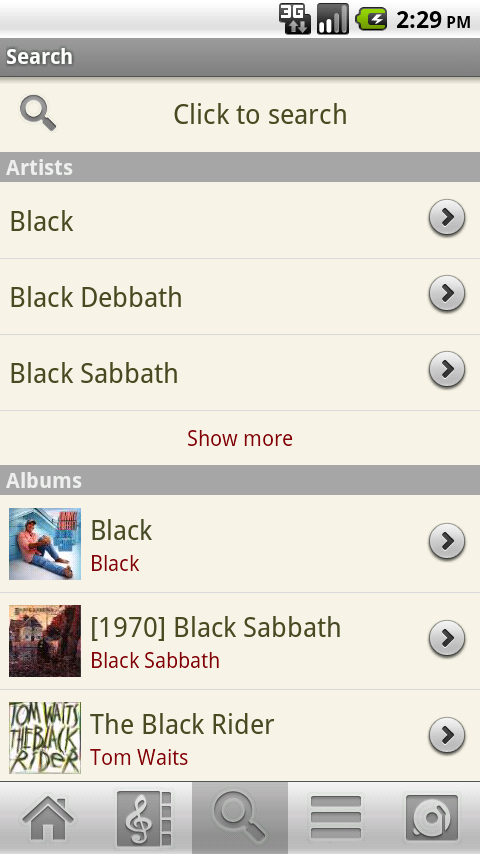 3G
2:29 PM
Search
Click to search
Artists
Black
Black Debbath
Black Sabbath
Show more
Albums
Black
Black
[1970] Black Sabbath
Black Sabbath
TOM WAITS
THE BLACK
RIDER
The Black Rider
Tom Waits